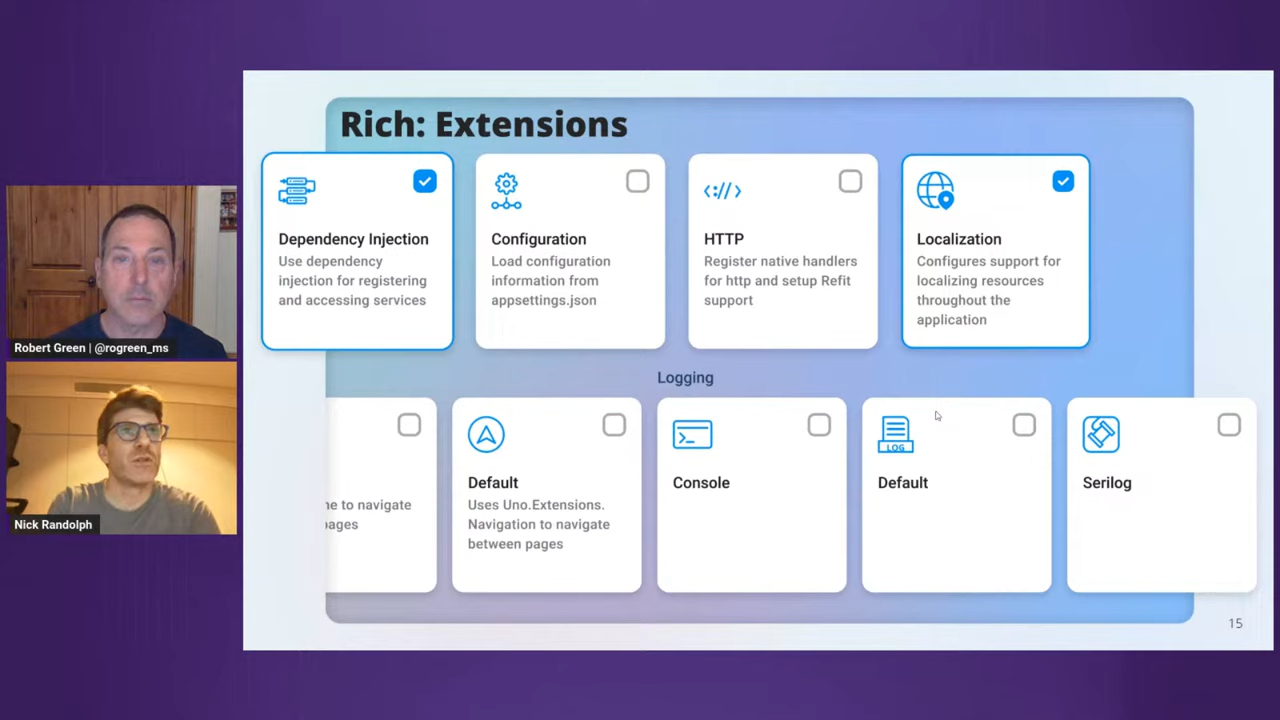 Rich: Extensions
Dependency Injection
Use dependency
injection for registering
and accessing services
Configuration
Load configuration
information from
appsettings.json
</>
HTTP
Register native handlers
for http and setup Refit
support
Localization
Configures support for
localizing resources
throughout the
application
Logging
to navigate
Default
Uses Uno.Extensions.
Navigation to navigate
between pages
Console
LOG
Default
Serilog
15
Robert Green | @rogreen_ms
Nick Randolph